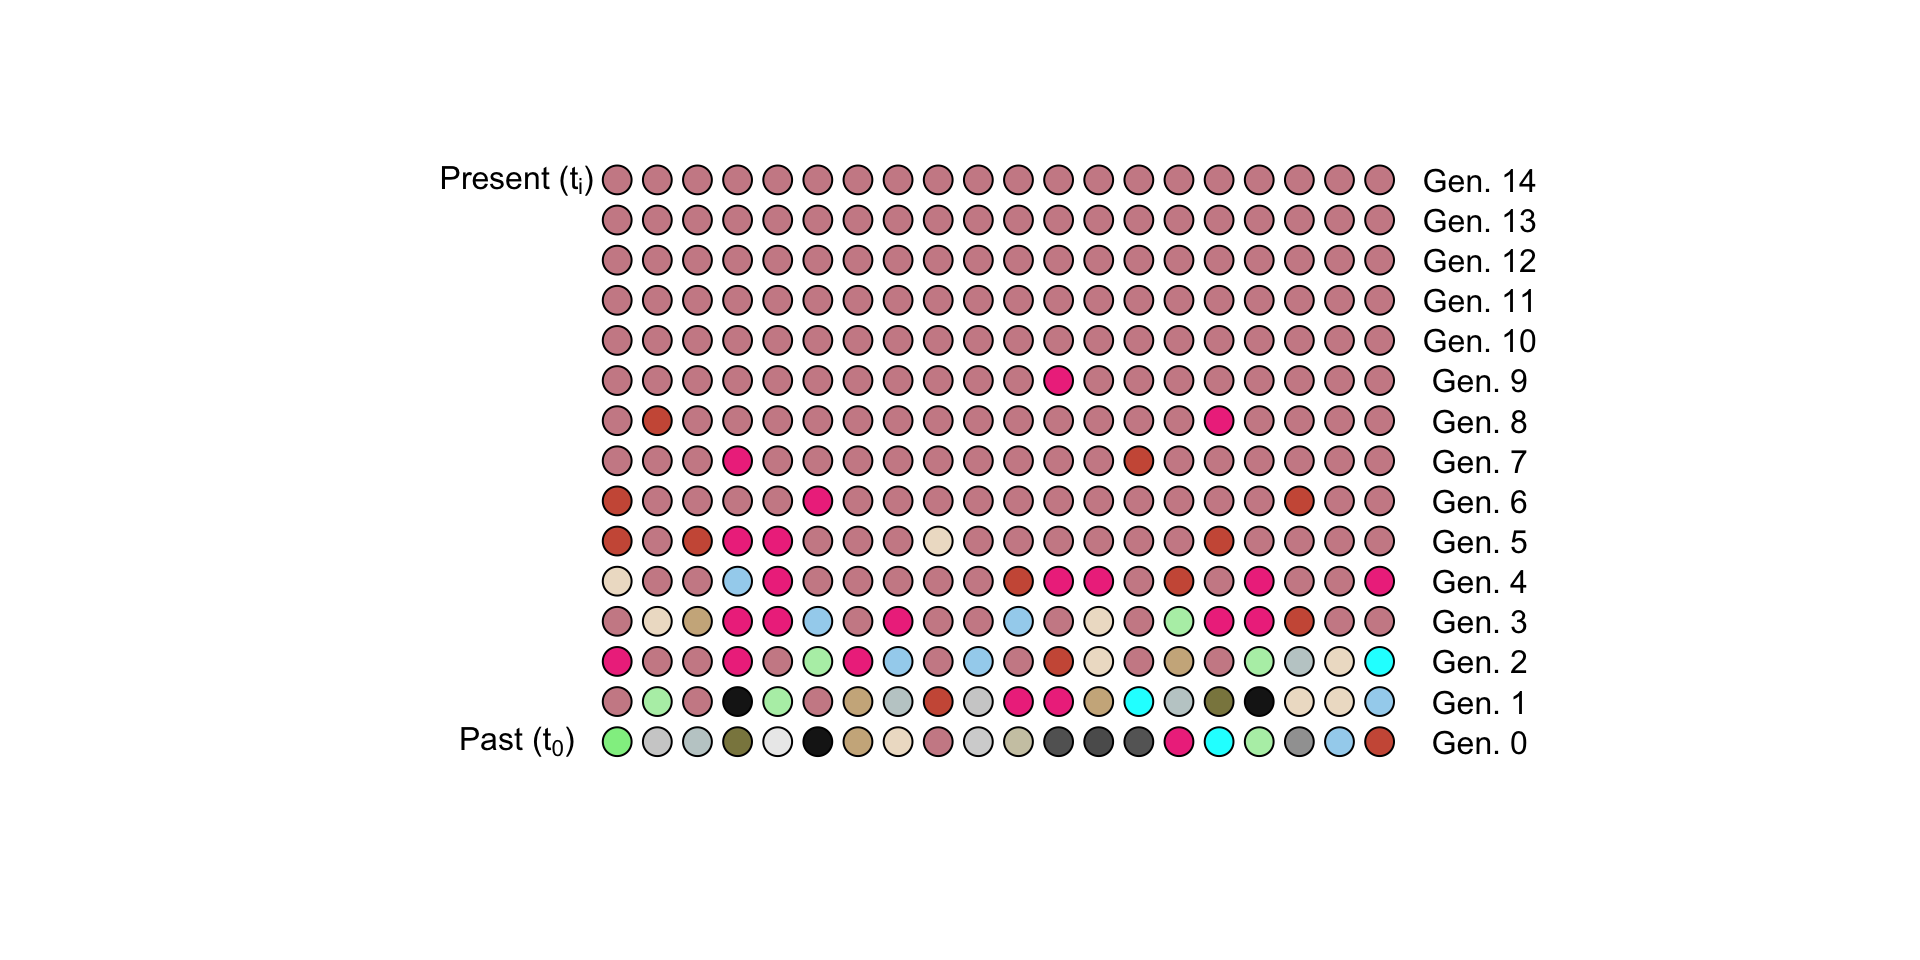 Present (tᵢ) Gen. 14
Gen. 13
Gen. 12
Gen. 11
Gen. 10
Gen. 9
Gen. 8
Gen. 7
Gen. 6
Gen. 5
Gen. 4
Gen. 3
Gen. 2
Gen. 1
Past (t₀) Gen. 0